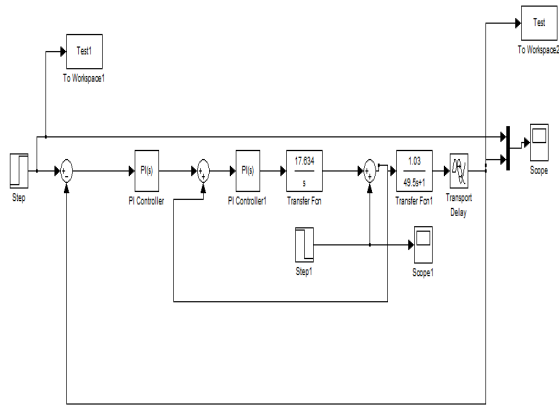 Test1
To Workspace1
Test
To Workspace2
Step
+
-
PI(s)
PI Controller
+
+
PI(s)
PI Controller1
17.634
s
Transfer Fcn
+
+
1.03
49.5s+1
Transfer Fcn1
Transport
Delay
Scope
Step1
Scope1